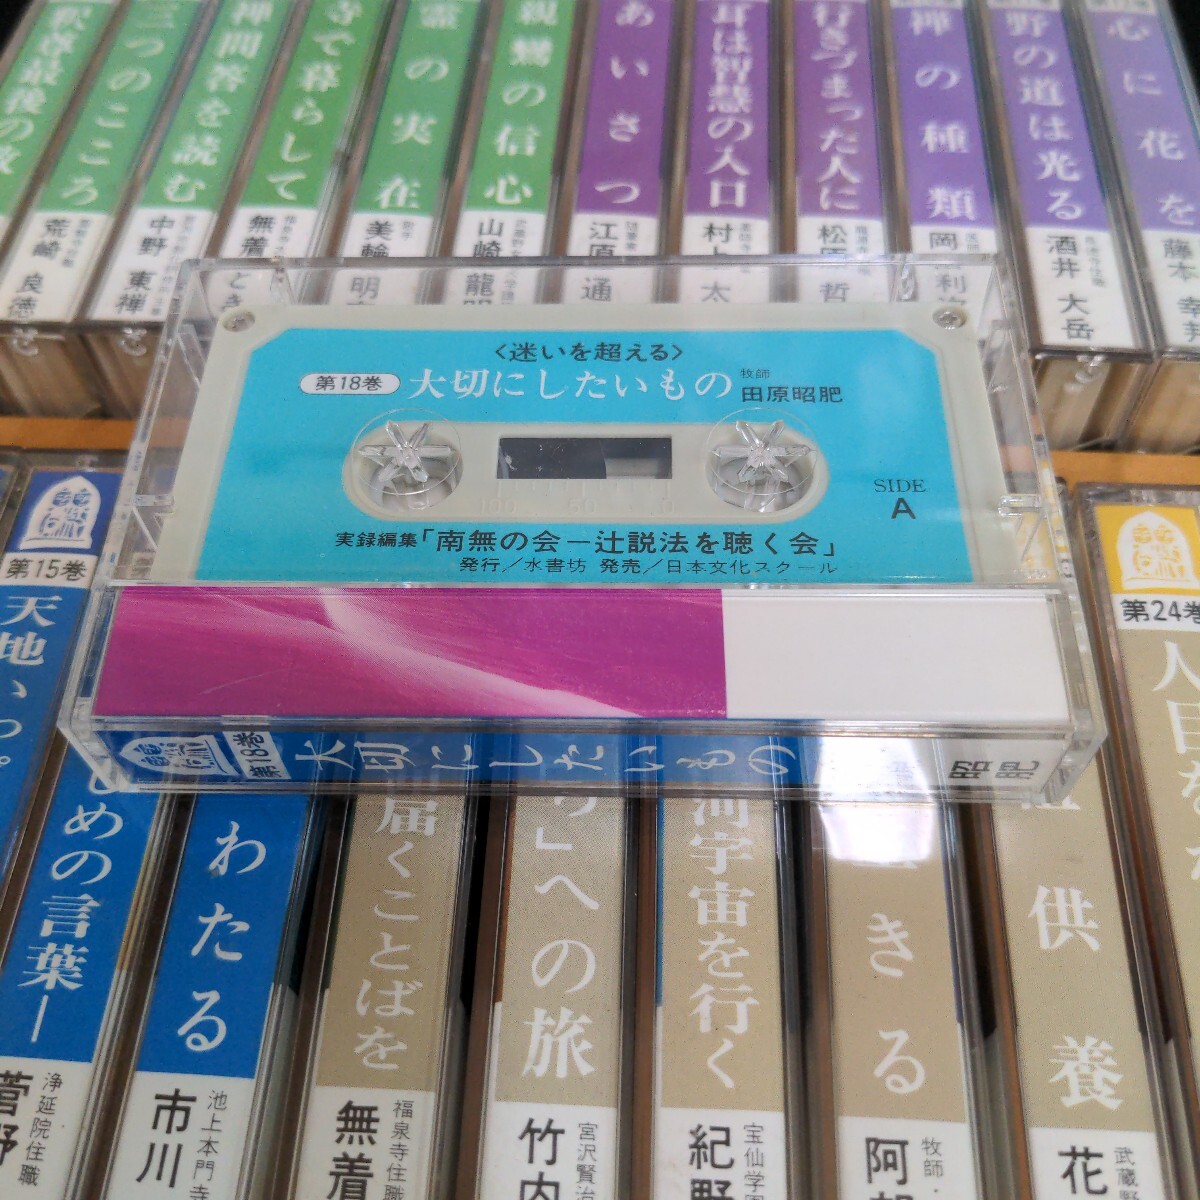 三つのこころ
荒崎 良徳
禅問答を読む
中野 東禅
寺で暮らして
無着
霊の実在
美輪 明
親鸞の信心
山崎 龍明
あいさつ
江原 通
耳は智慧の入口
村上 太
行きづまった人に
松原 哲
禅の種類
野の道は光る
酒井 大岳
心に花を
藤本 幸
〈迷いを超える〉
第18巻 大切にしたいもの 牧師 田原昭肥
SIDE
A
100 50 0
実録編集「南無の会―辻説法を聴く会」
発行／水書坊 発売／日本文化スクール
第18巻 大切にしたいもの
昭肥
第15巻
天地
めの言葉―
浄延院住職
菅野
わたる
池上本門寺
市川
届くことばを
福泉寺住職
無着
」への旅
宮沢賢治
竹内
河宇宙を行く
宝仙学園
紀野
きる
牧師
阿部
供養
武蔵
花
第24巻